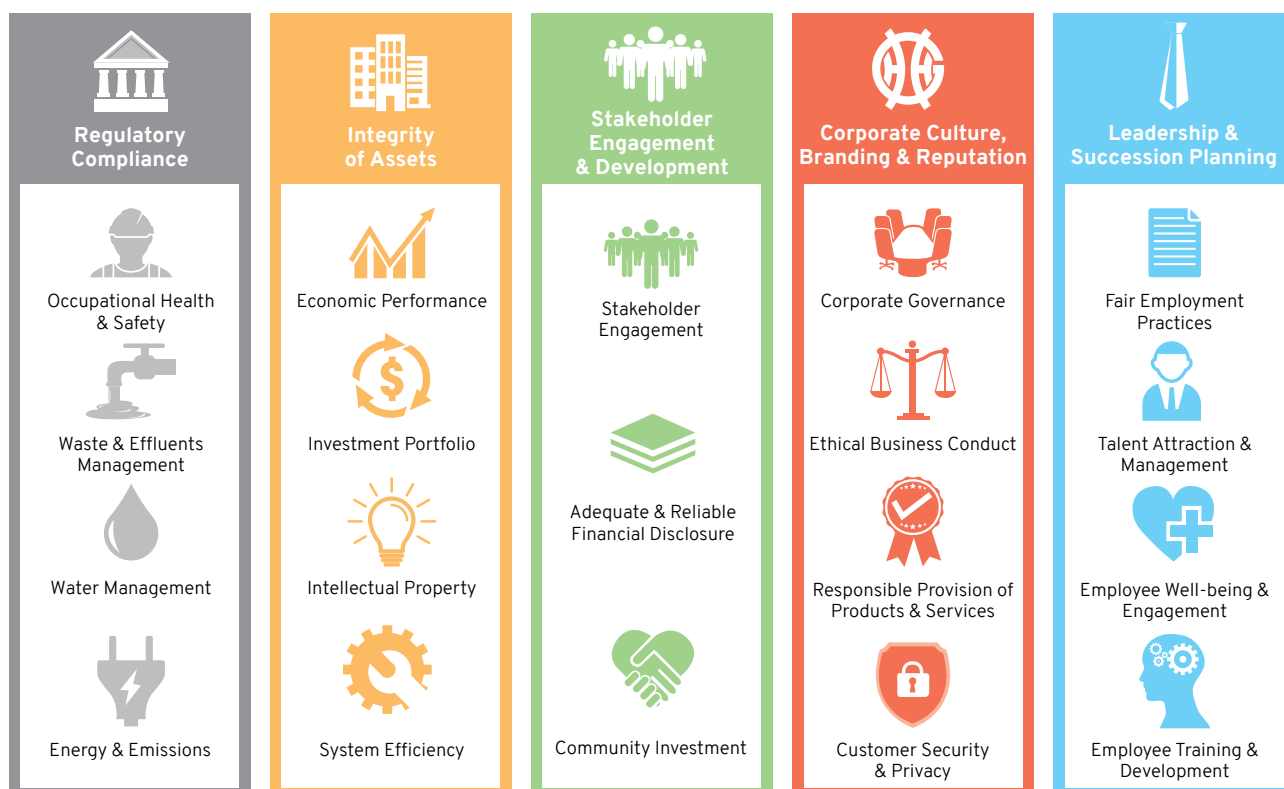 Regulatory
Compliance
Occupational Health
& Safety
Waste & Effluents
Management
Water Management
Energy & Emissions
Integrity
of Assets
Economic Performance
$
Investment Portfolio
Intellectual Property
System Efficiency
Stakeholder
Engagement
& Development
Stakeholder
Engagement
Adequate & Reliable
Financial Disclosure
Community Investment
Corporate Culture,
Branding & Reputation
Corporate Governance
Ethical Business Conduct
Responsible Provision of
Products & Services
Customer Security
& Privacy
Leadership &
Succession Planning
Fair Employment
Practices
Talent Attraction &
Management
Employee Well-being &
Engagement
Employee Training &
Development